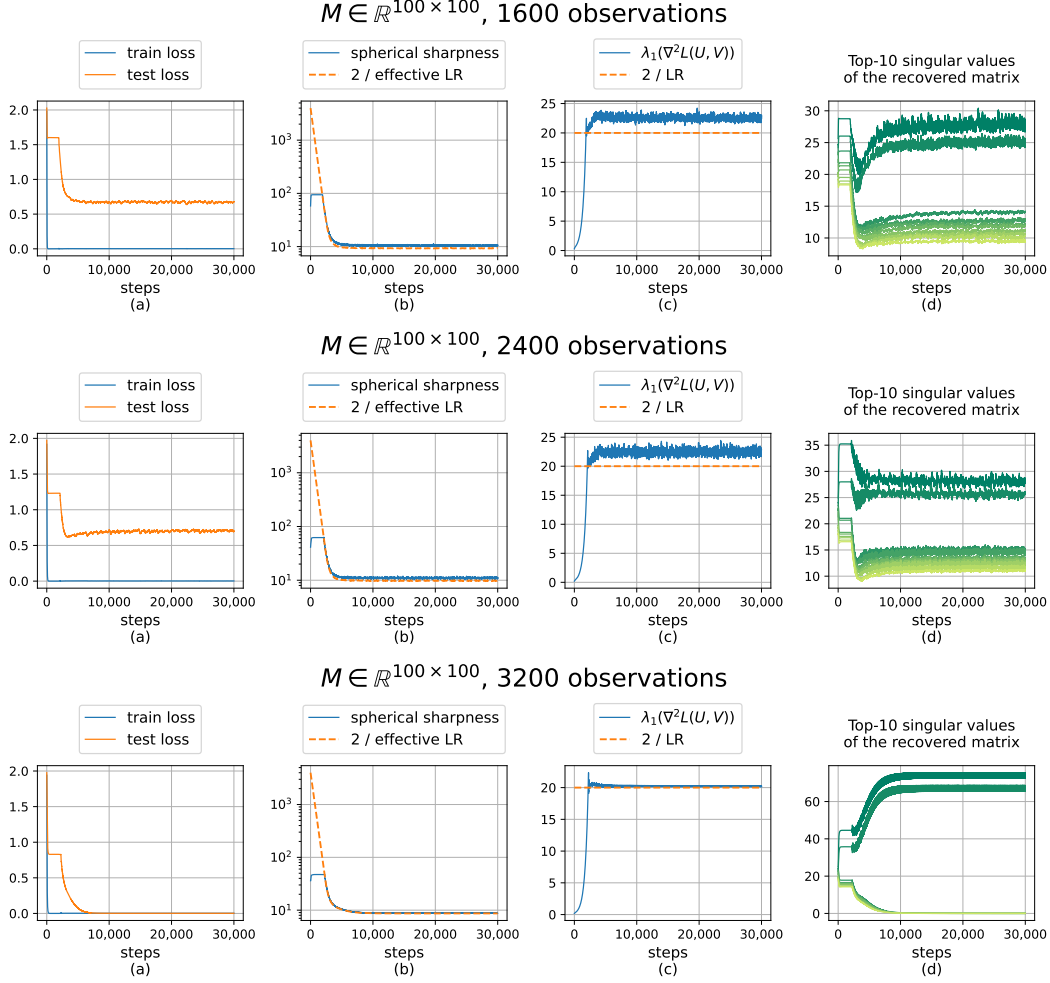 M ∈ ℝ^{100×100}, 1600 observations
train loss
test loss
spherical sharpness
2 / effective LR
λ₁(∇²L(U, V))
2 / LR
Top-10 singular values
of the recovered matrix
2.0
1.5
1.0
0.5
0.0
0 10,000 20,000 30,000
steps
(a)
10³
10²
10¹
0 10,000 20,000 30,000
steps
(b)
25
20
15
10
5
0
0 10,000 20,000 30,000
steps
(c)
30
25
20
15
10
0 10,000 20,000 30,000
steps
(d)
M ∈ ℝ^{100×100}, 2400 observations
train loss
test loss
spherical sharpness
2 / effective LR
λ₁(∇²L(U, V))
2 / LR
Top-10 singular values
of the recovered matrix
2.0
1.5
1.0
0.5
0.0
0 10,000 20,000 30,000
steps
(a)
10³
10²
10¹
0 10,000 20,000 30,000
steps
(b)
25
20
15
10
5
0
0 10,000 20,000 30,000
steps
(c)
35
30
25
20
15
10
0 10,000 20,000 30,000
steps
(d)
M ∈ ℝ^{100×100}, 3200 observations
train loss
test loss
spherical sharpness
2 / effective LR
λ₁(∇²L(U, V))
2 / LR
Top-10 singular values
of the recovered matrix
2.0
1.5
1.0
0.5
0.0
0 10,000 20,000 30,000
steps
(a)
10³
10²
10¹
0 10,000 20,000 30,000
steps
(b)
20
15
10
5
0
0 10,000 20,000 30,000
steps
(c)
60
40
20
0
0 10,000 20,000 30,000
steps
(d)